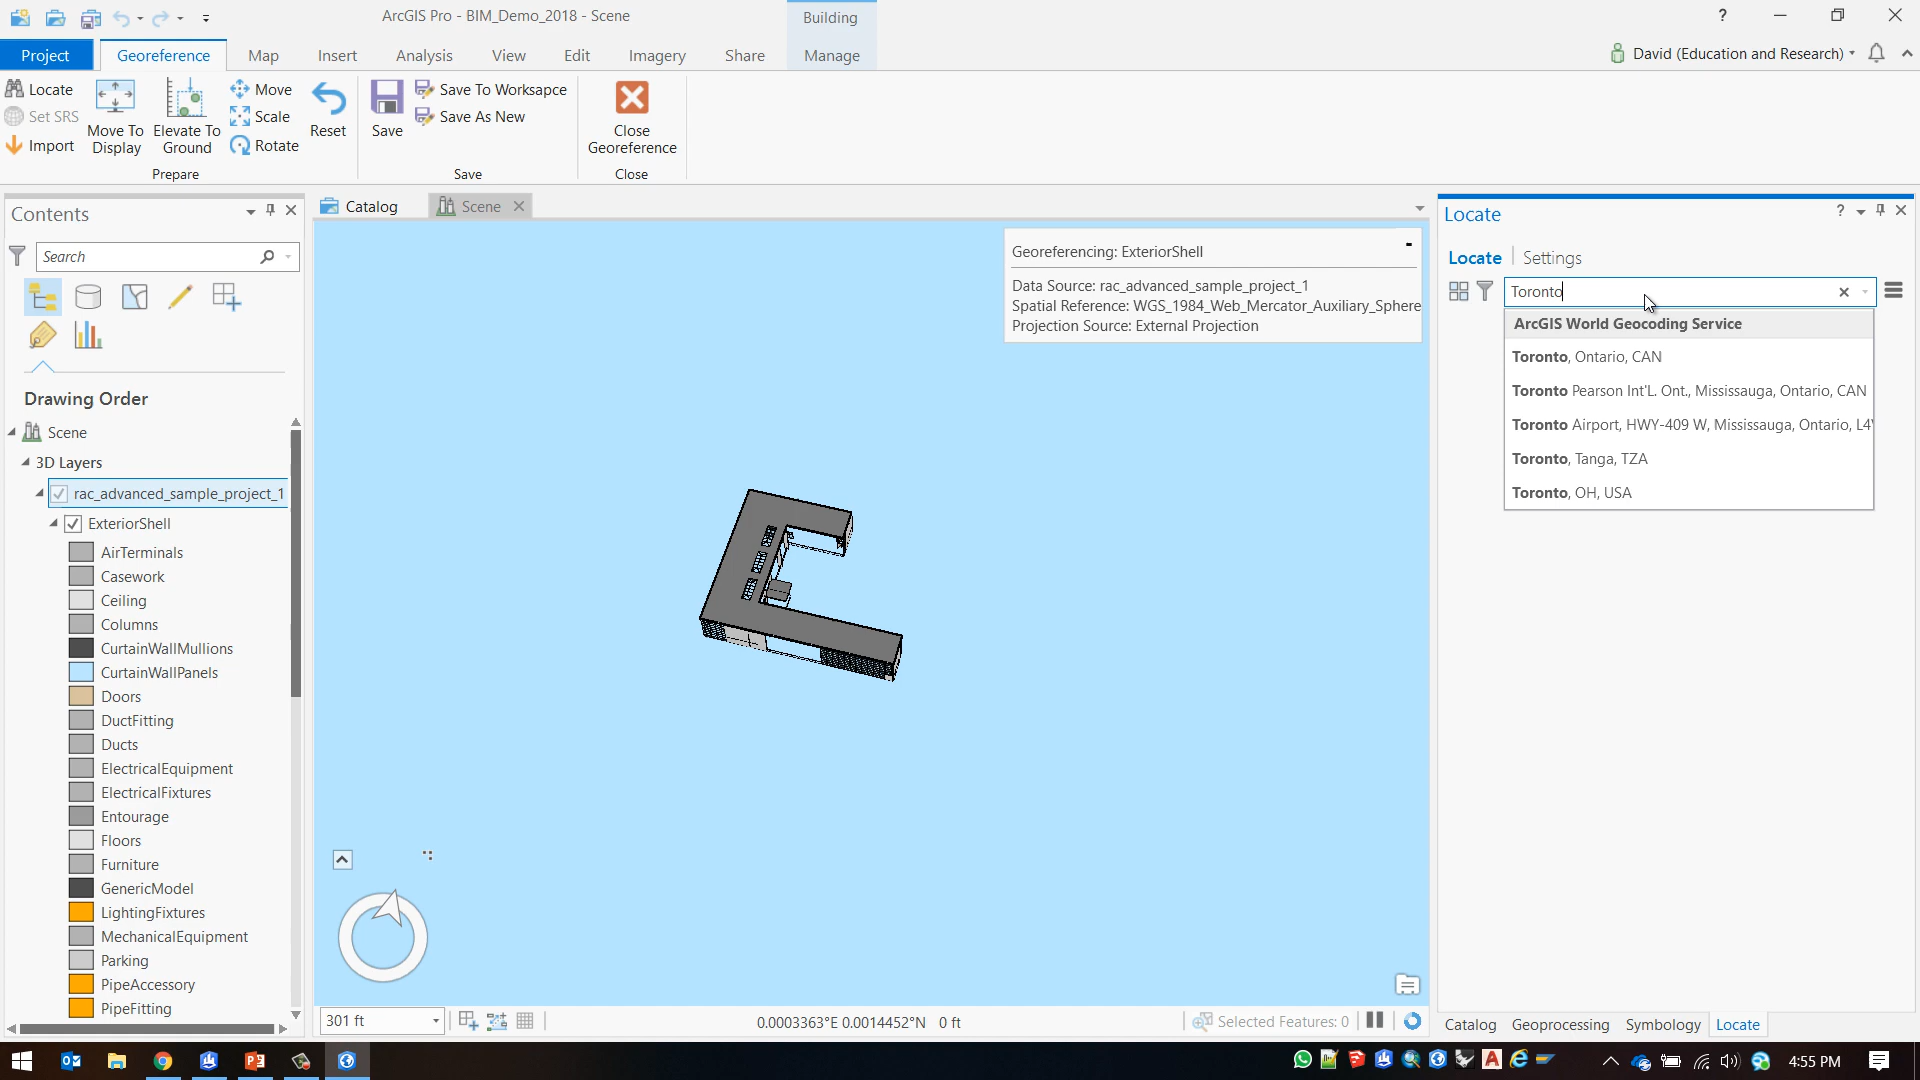 ArcGIS Pro - BIM_Demo_2018 - Scene
Building
?
Project
Georeference
Map
Insert
Analysis
View
Edit
Imagery
Share
Manage
David (Education and Research)
Locate
Set SRS
Import
Move To
Display
Elevate To
Ground
Move
Scale
Rotate
Reset
Prepare
Save
Save To Worksapce
Save As New
Save
Close
Georeference
Close
Contents
Search
Drawing Order
Scene
3D Layers
rac_advanced_sample_project_1
ExteriorShell
AirTerminals
Casework
Ceiling
Columns
CurtainWallMullions
CurtainWallPanels
Doors
DuctFitting
Ducts
ElectricalEquipment
ElectricalFixtures
Entourage
Floors
Furniture
GenericModel
LightingFixtures
MechanicalEquipment
Parking
PipeAccessory
PipeFitting
Catalog
Scene
Georeferencing: ExteriorShell
Data Source: rac_advanced_sample_project_1
Spatial Reference: WGS_1984_Web_Mercator_Auxiliary_Sphere
Projection Source: External Projection
301 ft
0.0003363°E 0.0014452°N 0 ft
Selected Features: 0
Locate
?
Locate
Settings
Toronto
ArcGIS World Geocoding Service
Toronto, Ontario, CAN
Toronto Pearson Int'L. Ont., Mississauga, Ontario, CAN
Toronto Airport, HWY-409 W, Mississauga, Ontario, L4
Toronto, Tanga, TZA
Toronto, OH, USA
Catalog
Geoprocessing
Symbology
Locate
4:55 PM